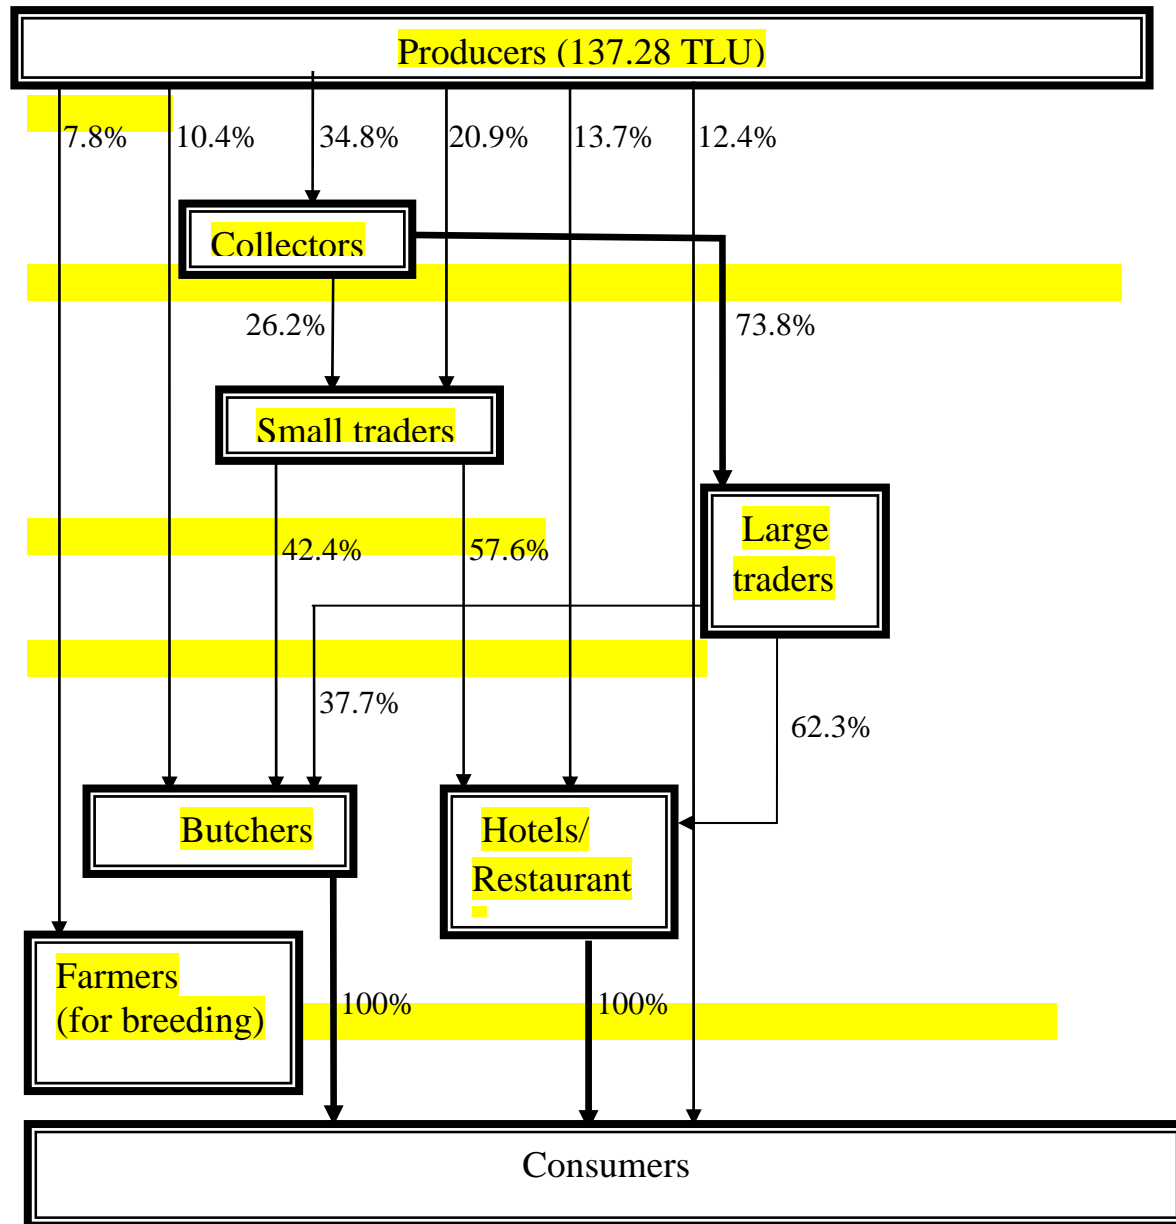 Producers (137.28 TLU)
7.8% 10.4% 34.8% 20.9% 13.7% 12.4%
Collectors
26.2% 73.8%
Small traders
42.4% 57.6%
Large
traders
37.7%
62.3%
Butchers
Hotels/
Restaurant
Farmers
(for breeding)
100% 100%
Consumers